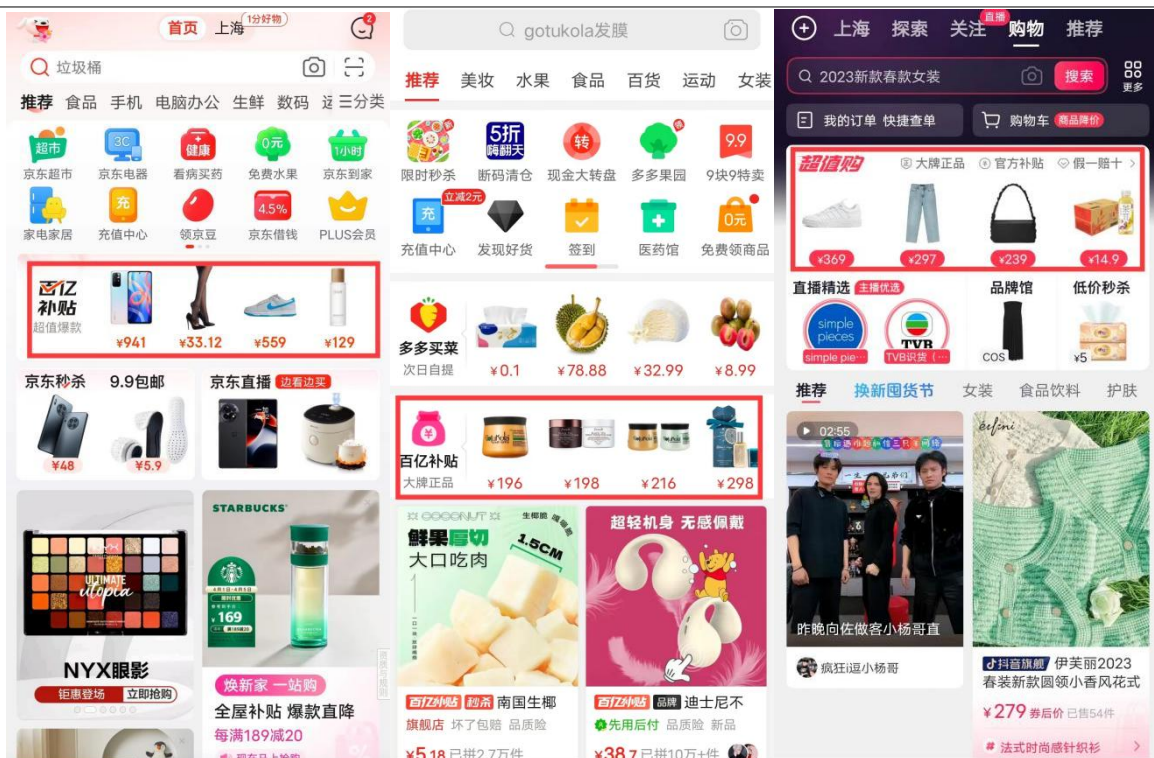 首页
上海
1分好物
2
垃圾桶
推荐 食品 手机 电脑办公 生鲜 数码
分类
超市
3C
健康
0元
1小时
京东超市 京东电器 看病买药 免费水果 京东到家
充
4.5%
家电家居 充值中心 领京豆 京东借钱 PLUS会员
百亿
补贴
超值爆款
¥941 ¥33.12 ¥559 ¥129
京东秒杀 9.9包邮
¥48 ¥5.9
京东直播 边看边买
ULTIMATE
utopia
NYX眼影
钜惠登场 立即抢购
STARBUCKS
¥169
满189减20
焕新家 一站购
全屋补贴 爆款直降
每满189减20
gotukola发膜
推荐 美妆 水果 食品 百货 运动 女装
5折
嗨翻天
转
9.9
限时秒杀 断码清仓 现金大转盘 多多果园 9块9特卖
立减2元
充
0元
充值中心 发现好货 签到 医药馆 免费领商品
多多买菜
次日自提
¥0.1 ¥78.88 ¥32.99 ¥8.99
百亿补贴
大牌正品
¥196 ¥198 ¥216 ¥298
COCONUT
生椰脆
鲜果厚切
大口吃肉
1.5CM
百亿补贴 秒杀 南国生椰
旗舰店 坏了包赔 品质险
¥5.18 已拼2.7万件
超轻机身 无感佩戴
百亿补贴 品牌 迪士尼不
先用后付 品质险 新品
¥38.7 已拼10万+件
上海 探索 关注 购物 推荐
直播
2023新款春款女装
搜索
更多
我的订单 快捷查单
购物车 商品降价
超值购
大牌正品 官方补贴 假一赔十
¥369 ¥297 ¥239 ¥14.9
直播精选 主播优选
simple
pieces
simple pie···
TVB
TVB识货（···
品牌馆
COS
低价秒杀
¥5
推荐 换新囤货节 女装 食品饮料 护肤
02:55
昨晚向佐做客小杨哥直
疯狂i逗小杨哥
抖音旗舰 伊芙丽2023
春装新款圆领小香风花式
¥279 券后价 已售54件
# 法式时尚感针织衫